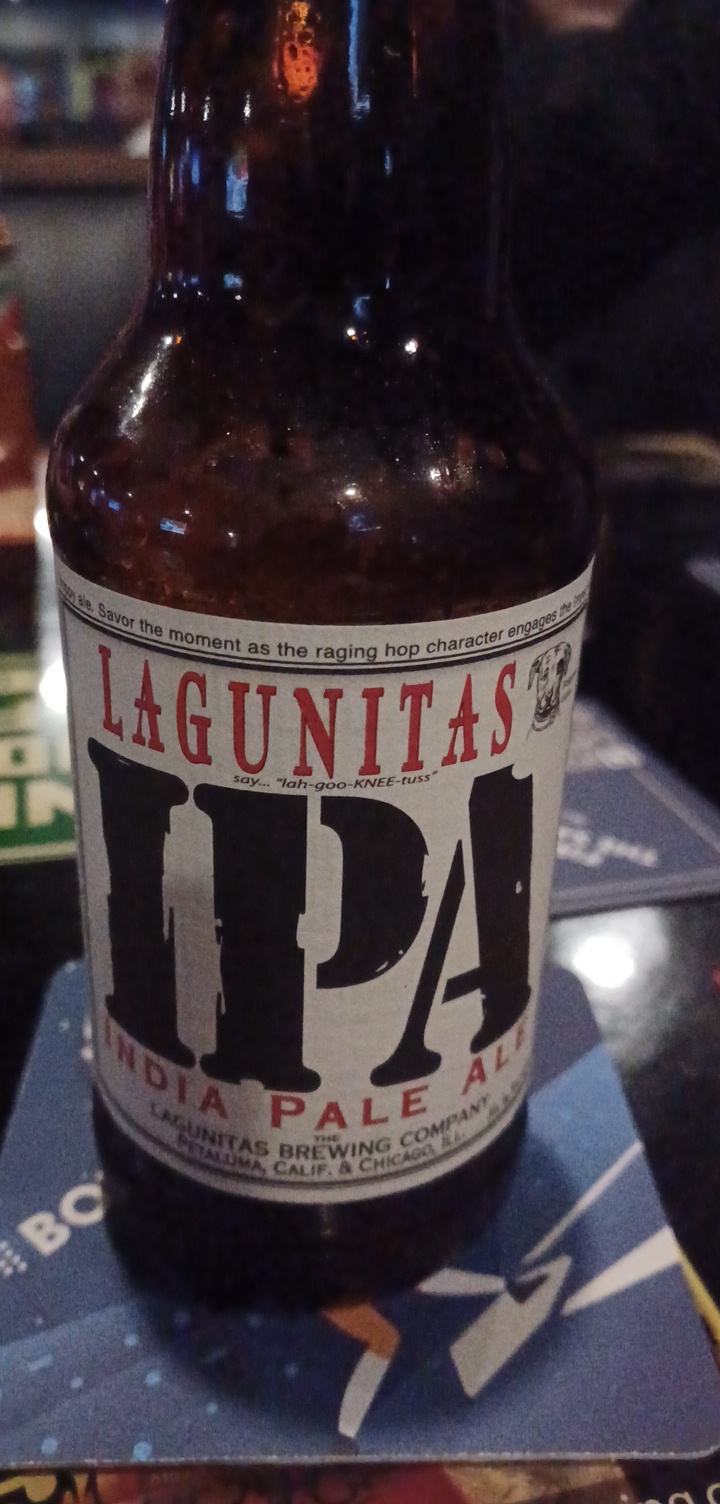 ale. Savor the moment as the raging hop character engages the
LAGUNITAS
say... "lah-goo-KNEE-tuss"
IPA
INDIA PALE ALE
THE
LAGUNITAS BREWING COMPANY
PETALUMA, CALIF. & CHICAGO, ILL.
BO